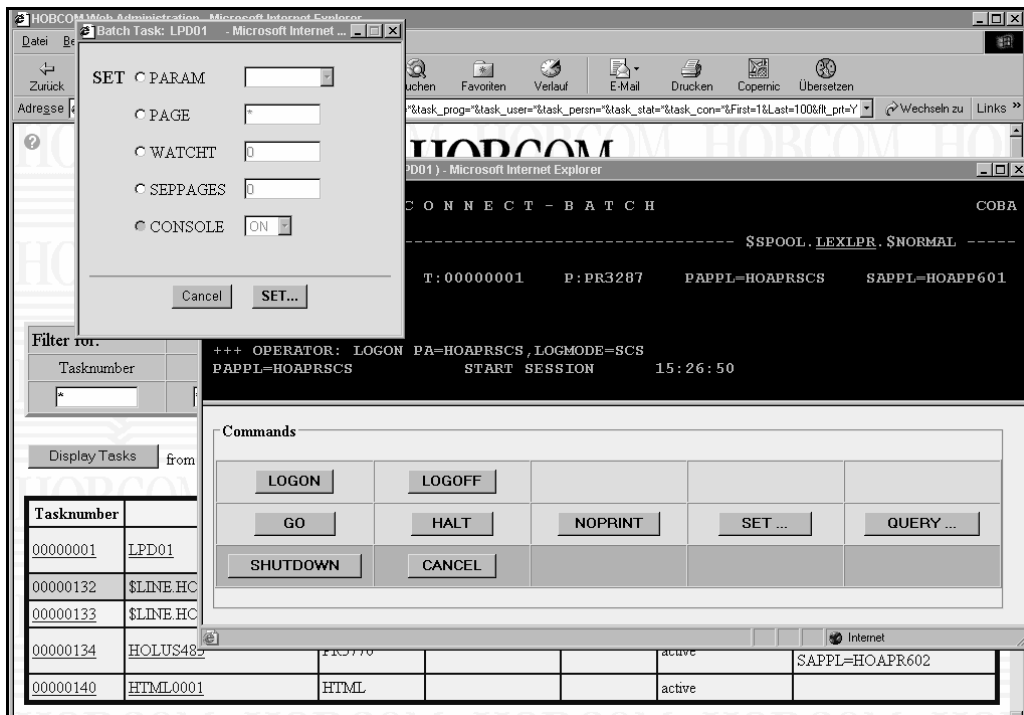 HOBCOM Web Administration - Microsoft Internet Explorer
Datei
Zurück
Favoriten Verlauf E-Mail Drucken Copernic Übersetzen
Adresse *&task_prog=*&task_user=*&task_persn=*&task_stat=*&task_con=*&First=1&Last=100&flt_prt=Y Wechseln zu Links »
HOBCOM
Batch Task: LPD01 - Microsoft Internet ...
SET PARAM
PAGE *
WATCHT 0
SEPPAGES 0
CONSOLE ON
Cancel SET...
PD01 ) - Microsoft Internet Explorer
C O N N E C T - B A T C H COBA
---------------------------------- $SPOOL.LEXLPR.$NORMAL -----
T:00000001 P:PR3287 PAPPL=HOAPRSCS SAPPL=HOAPP601
+++ OPERATOR: LOGON PA=HOAPRSCS,LOGMODE=SCS
PAPPL=HOAPRSCS START SESSION 15:26:50
Commands
LOGON LOGOFF
GO HALT NOPRINT SET ... QUERY ...
SHUTDOWN CANCEL
Internet
Filter for:
Tasknumber
*
Display Tasks from
Tasknumber
00000001 LPD01
00000132 $LINE.HO
00000133 $LINE.HO
00000134 HOLUS485 PR3770 active SAPPL=HOAPR602
00000140 HTML0001 HTML active